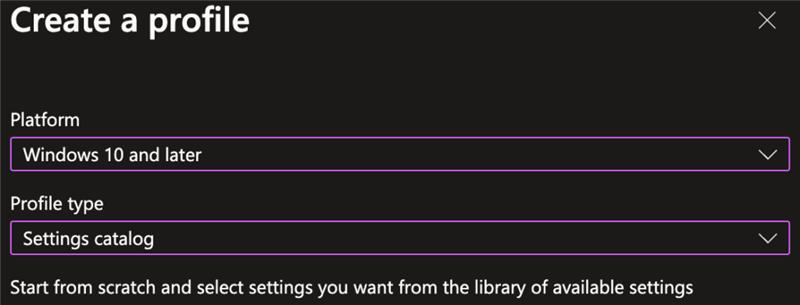 Create a profile
Platform
Windows 10 and later
Profile type
Settings catalog
Start from scratch and select settings you want from the library of available settings